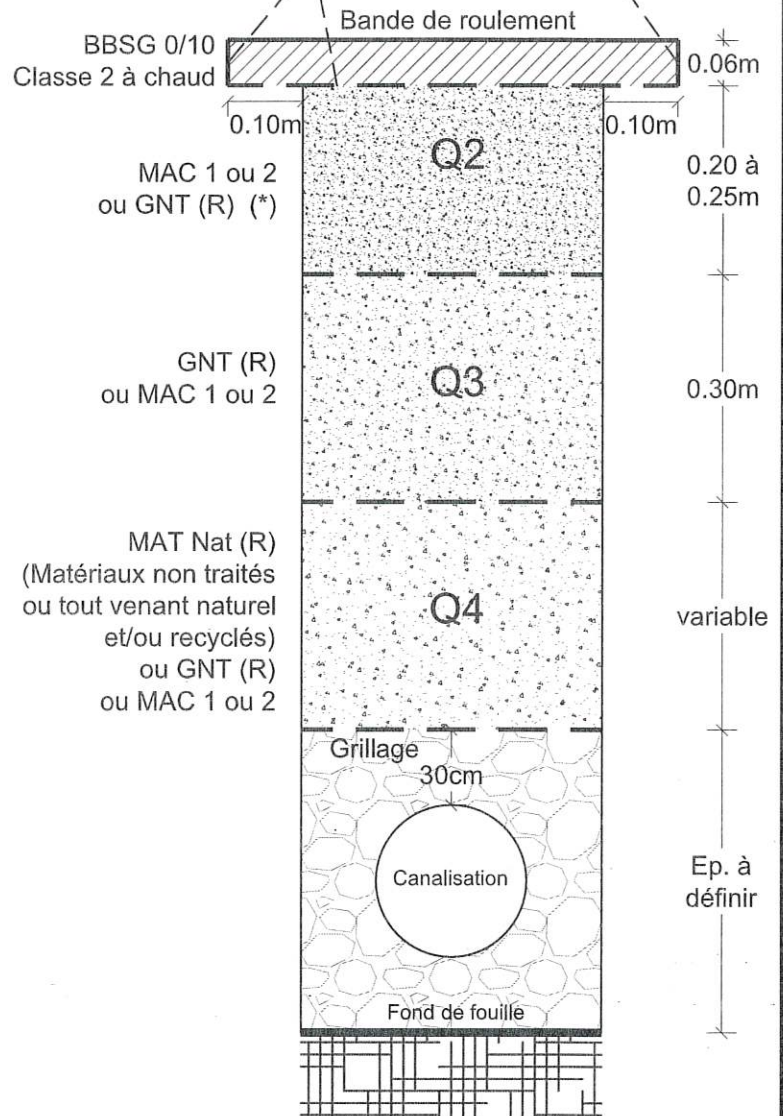 Bande de roulement
BBSG 0/10
Classe 2 à chaud
0.06m
0.10m
0.10m
Q2
MAC 1 ou 2
ou GNT (R) (*)
0.20 à
0.25m
GNT (R)
ou MAC 1 ou 2
Q3
0.30m
MAT Nat (R)
(Matériaux non traités
ou tout venant naturel
et/ou recyclés)
ou GNT (R)
ou MAC 1 ou 2
Q4
variable
Grillage
30cm
Canalisation
Ep. à
définir
Fond de fouille